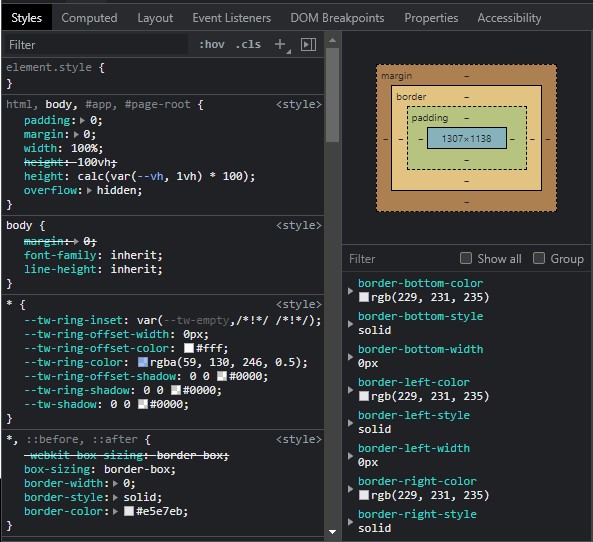 Styles Computed Layout Event Listeners DOM Breakpoints Properties Accessibility
Filter :hov .cls
element.style {
}
html, body, #app, #page-root { <style>
padding: 0;
margin: 0;
width: 100%;
height: 100vh;
height: calc(var(--vh, 1vh) * 100);
overflow: hidden;
}
body { <style>
margin: 0;
font-family: inherit;
line-height: inherit;
}
* { <style>
--tw-ring-inset: var(--tw-empty,/*!*/ /*!*/);
--tw-ring-offset-width: 0px;
--tw-ring-offset-color: #fff;
--tw-ring-color: rgba(59, 130, 246, 0.5);
--tw-ring-offset-shadow: 0 0 #0000;
--tw-ring-shadow: 0 0 #0000;
--tw-shadow: 0 0 #0000;
}
*, ::before, ::after { <style>
-webkit-box-sizing: border-box;
box-sizing: border-box;
border-width: 0;
border-style: solid;
border-color: #e5e7eb;
}
margin –
border –
padding –
– – – 1307×1138 – – –
–
–
–
Filter Show all Group
border-bottom-color
rgb(229, 231, 235)
border-bottom-style
solid
border-bottom-width
0px
border-left-color
rgb(229, 231, 235)
border-left-style
solid
border-left-width
0px
border-right-color
rgb(229, 231, 235)
border-right-style
solid